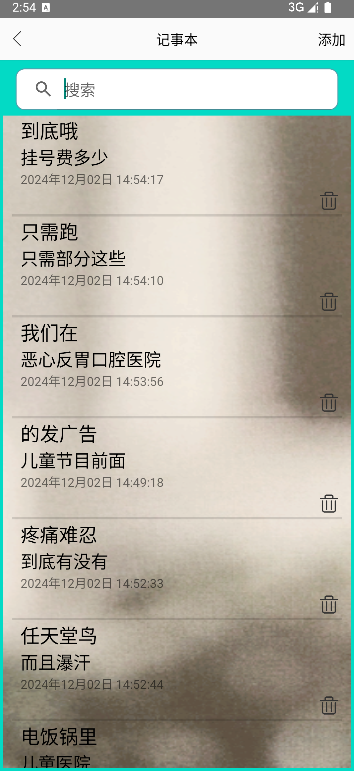 2:54 A 3G
记事本 添加
搜索
到底哦
挂号费多少
2024年12月02日 14:54:17
只需跑
只需部分这些
2024年12月02日 14:54:10
我们在
恶心反胃口腔医院
2024年12月02日 14:53:56
的发广告
儿童节目前面
2024年12月02日 14:49:18
疼痛难忍
到底有没有
2024年12月02日 14:52:33
任天堂鸟
而且瀑汗
2024年12月02日 14:52:44
电饭锅里
儿童医院